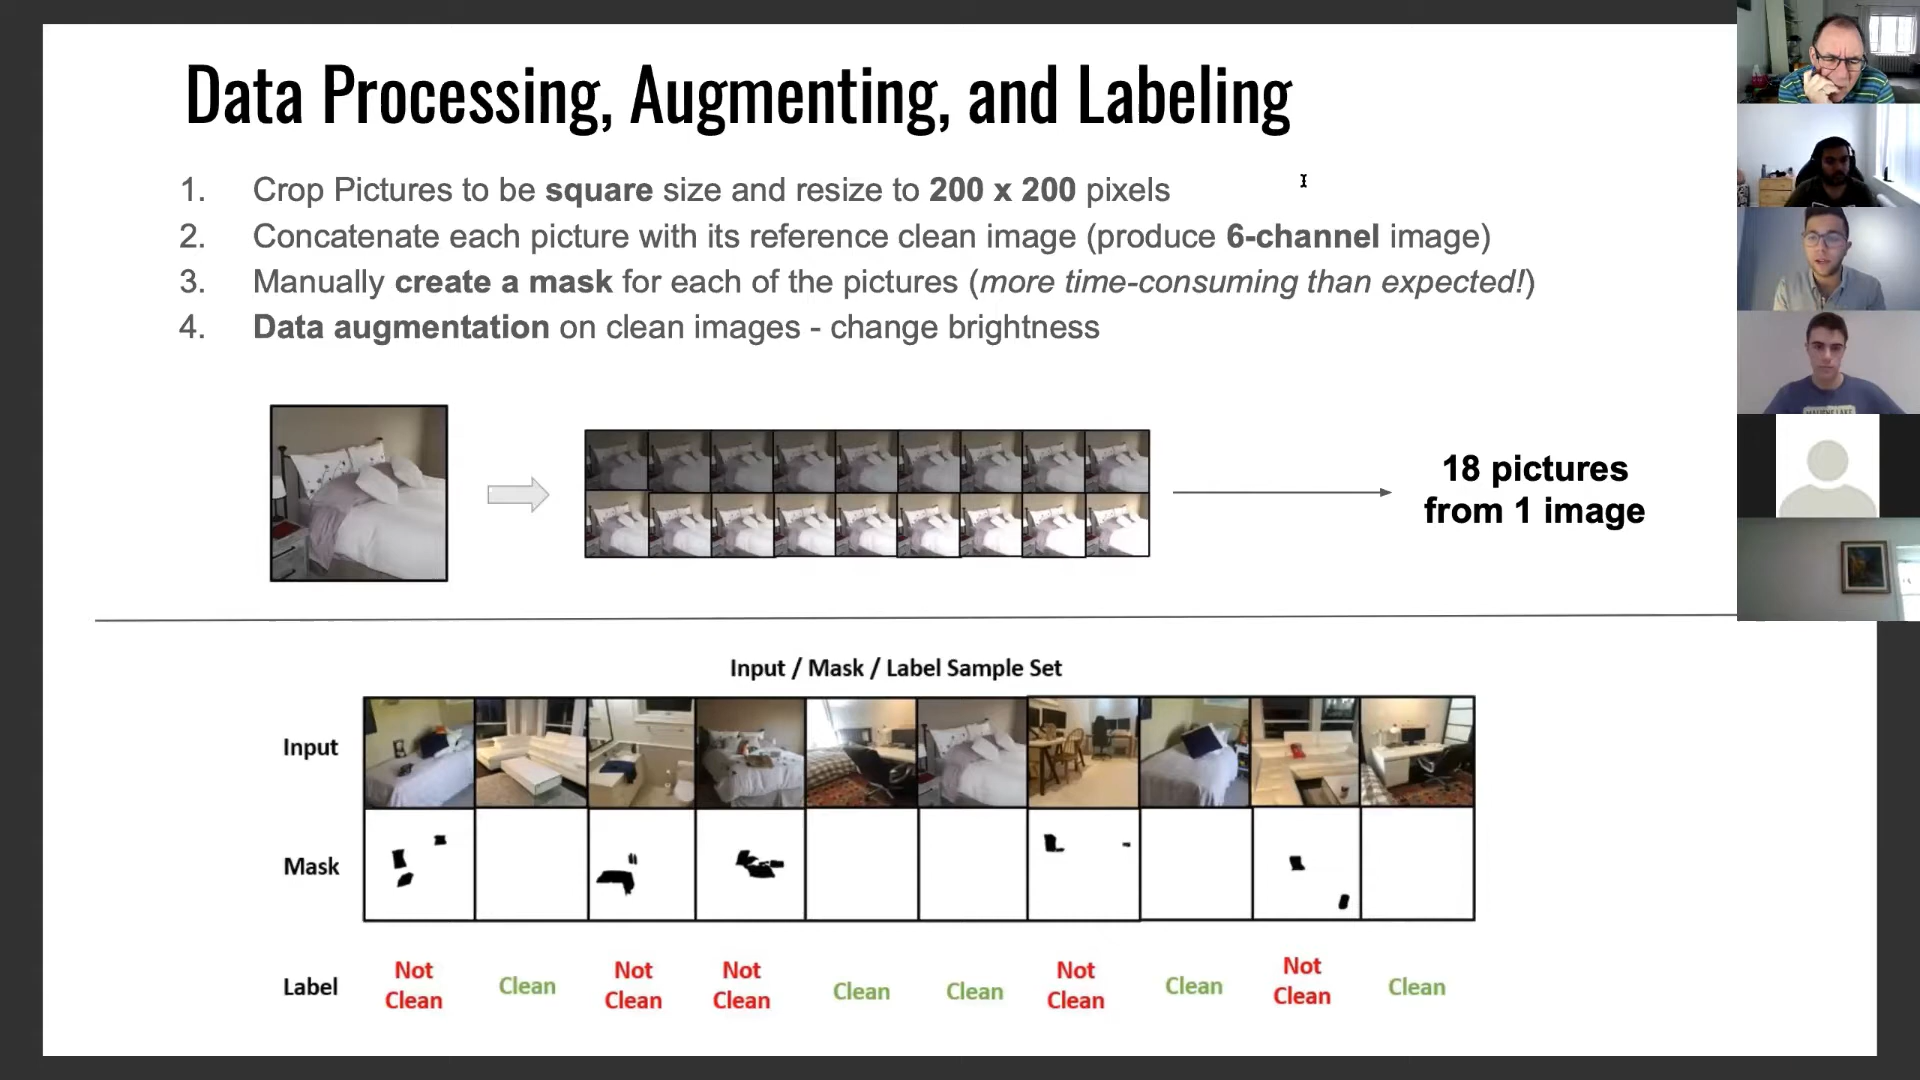 Data Processing, Augmenting, and Labeling
1. Crop Pictures to be square size and resize to 200 x 200 pixels
2. Concatenate each picture with its reference clean image (produce 6-channel image)
3. Manually create a mask for each of the pictures (more time-consuming than expected!)
4. Data augmentation on clean images - change brightness
18 pictures
from 1 image
Input / Mask / Label Sample Set
Input
Mask
Label
Not
Clean
Clean
Not
Clean
Not
Clean
Clean
Clean
Not
Clean
Clean
Not
Clean
Clean